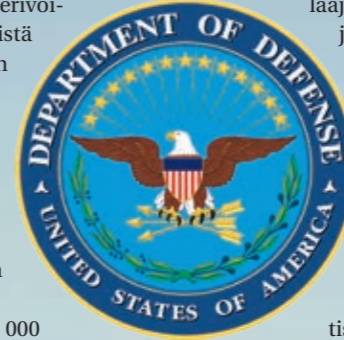 erivoi-
istä
n
laaj
j
DEPARTMENT OF DEFENSE
UNITED STATES OF AMERICA
000
tis